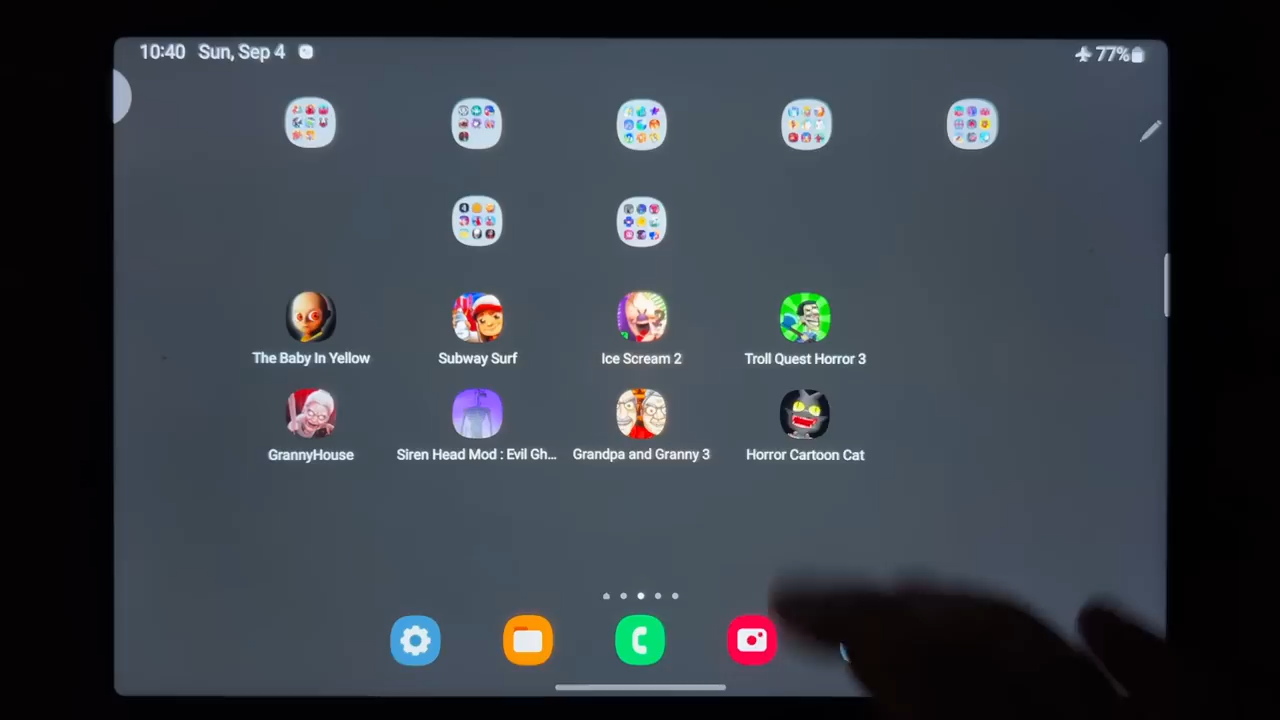 10:40 Sun, Sep 4
77%
The Baby In Yellow
Subway Surf
Ice Scream 2
Troll Quest Horror 3
GrannyHouse
Siren Head Mod : Evil Gh...
Grandpa and Granny 3
Horror Cartoon Cat